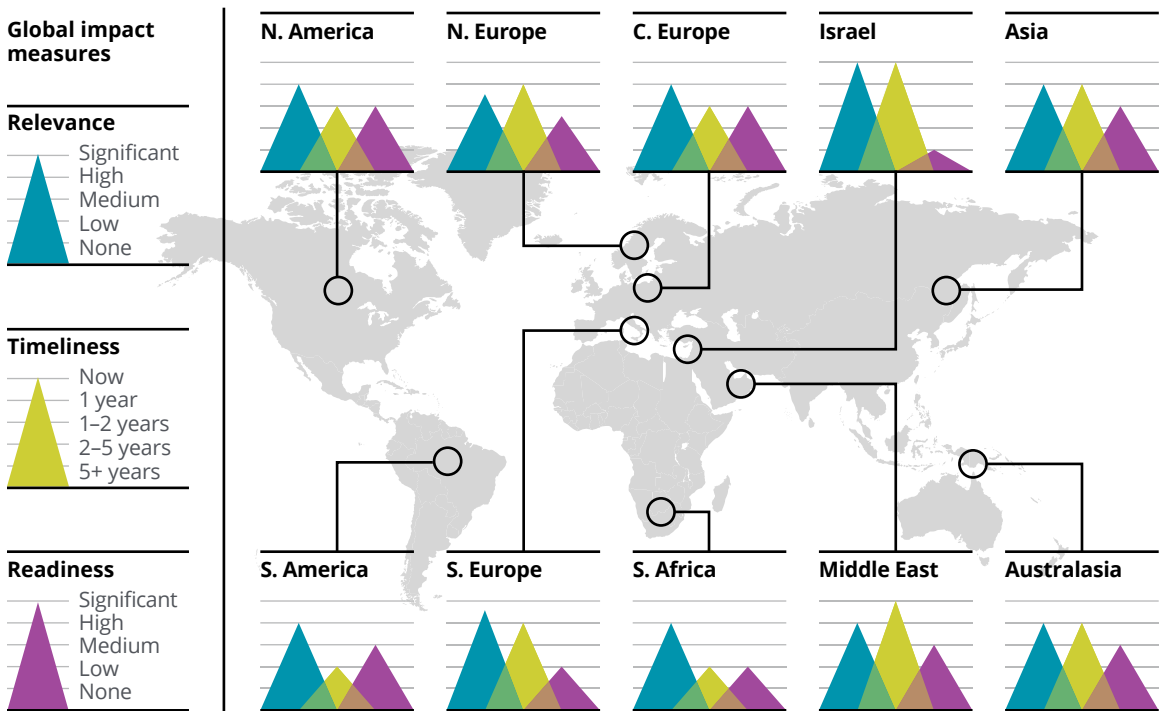 Global impact
measures
Relevance
Significant
High
Medium
Low
None
Timeliness
Now
1 year
1–2 years
2–5 years
5+ years
Readiness
Significant
High
Medium
Low
None
N. America
N. Europe
C. Europe
Israel
Asia
S. America
S. Europe
S. Africa
Middle East
Australasia